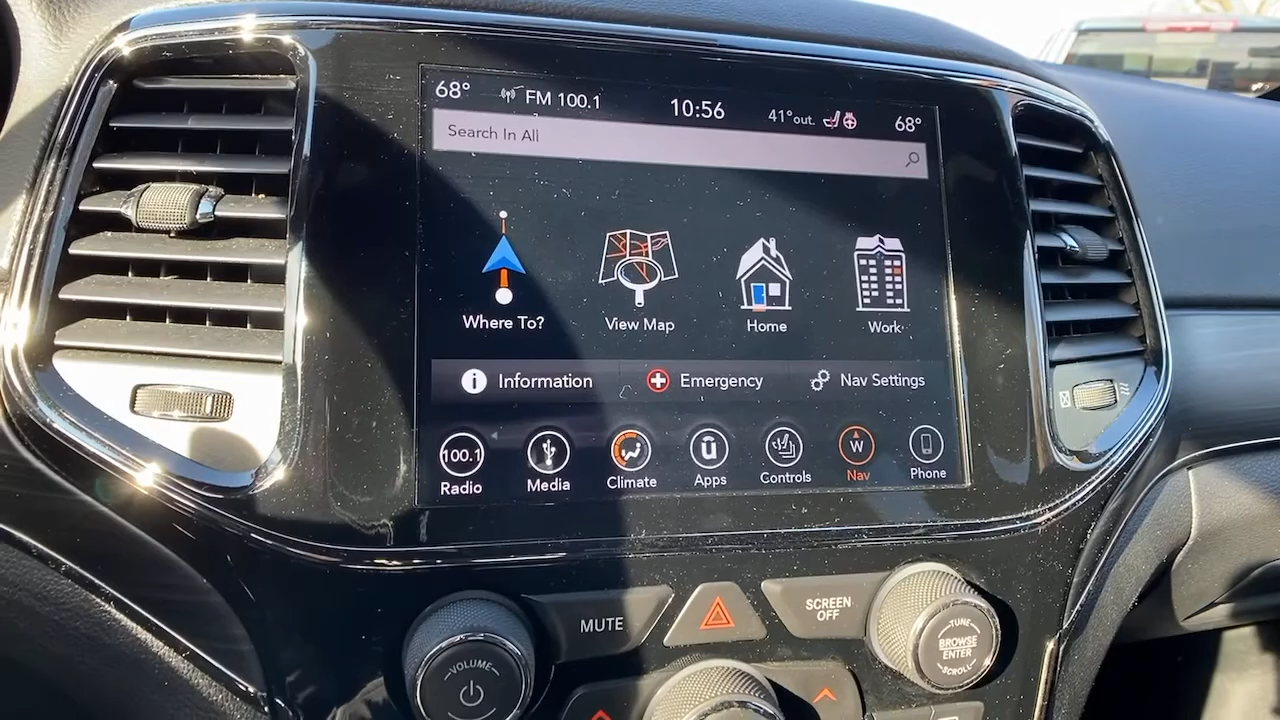 68° FM 100.1 10:56 41°out. 68°
Search In All
Where To? View Map Home Work
Information Emergency Nav Settings
100.1 W
Radio Media Climate Apps Controls Nav Phone
MUTE SCREEN OFF
VOLUME
TUNE
BROWSE
ENTER
SCROLL